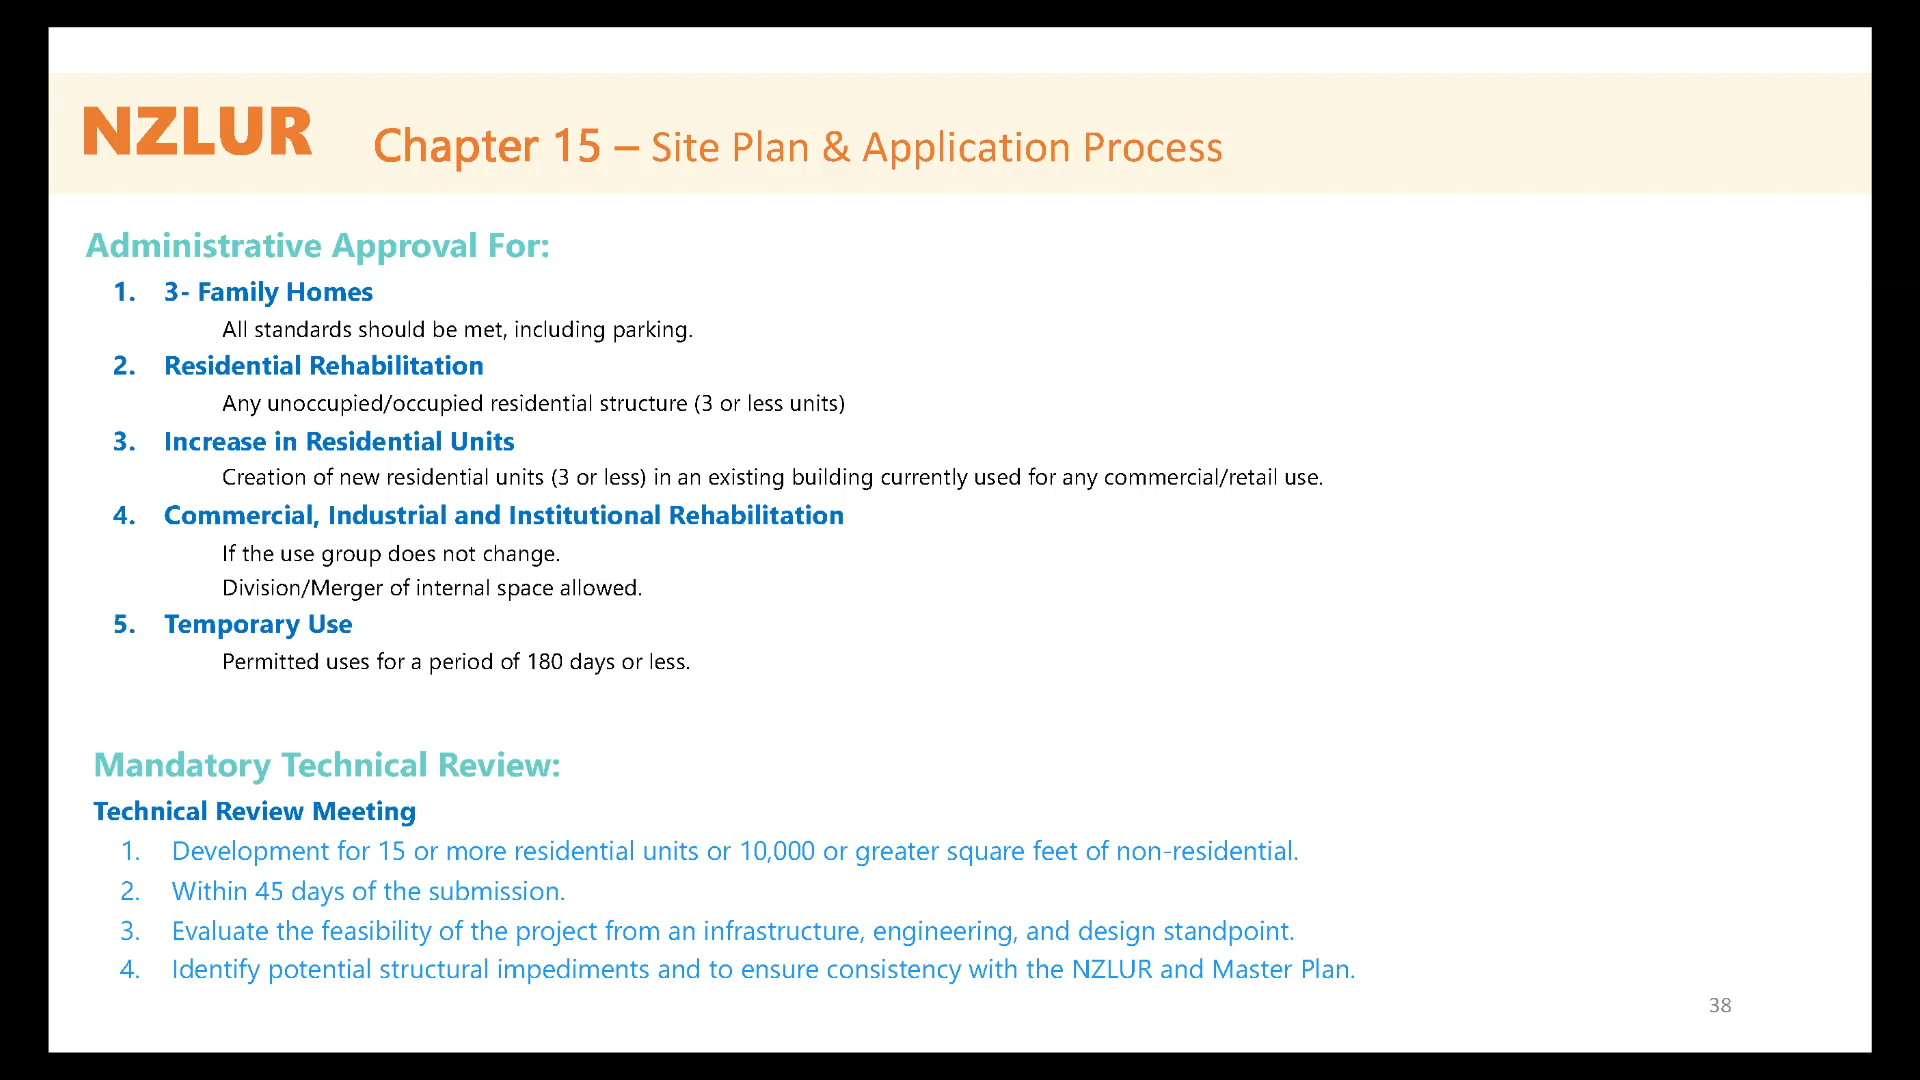 NZLUR Chapter 15 – Site Plan & Application Process
Administrative Approval For:
1. 3- Family Homes
All standards should be met, including parking.
2. Residential Rehabilitation
Any unoccupied/occupied residential structure (3 or less units)
3. Increase in Residential Units
Creation of new residential units (3 or less) in an existing building currently used for any commercial/retail use.
4. Commercial, Industrial and Institutional Rehabilitation
If the use group does not change.
Division/Merger of internal space allowed.
5. Temporary Use
Permitted uses for a period of 180 days or less.
Mandatory Technical Review:
Technical Review Meeting
1. Development for 15 or more residential units or 10,000 or greater square feet of non-residential.
2. Within 45 days of the submission.
3. Evaluate the feasibility of the project from an infrastructure, engineering, and design standpoint.
4. Identify potential structural impediments and to ensure consistency with the NZLUR and Master Plan.
38